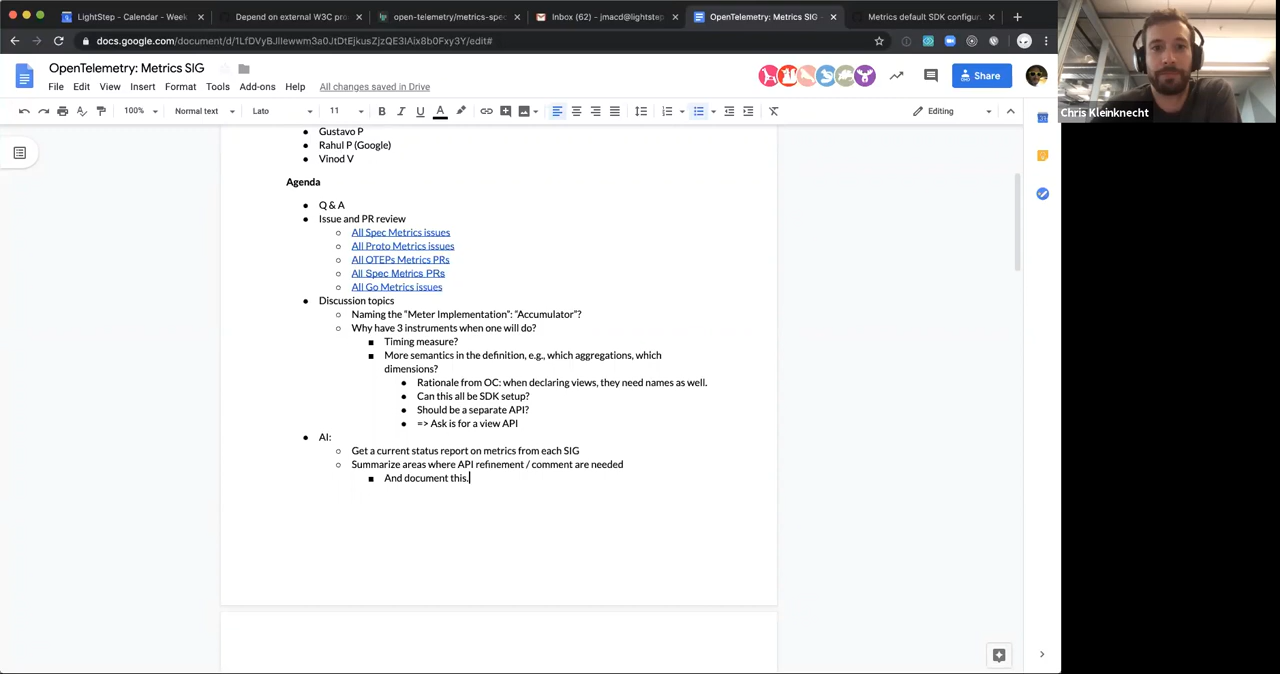 LightStep - Calendar - Week
Depend on external W3C pro
open-telemetry/metrics-spec
Inbox (62) - jmacd@lightstep
OpenTelemetry: Metrics SIG -
Metrics default SDK configur
docs.google.com/document/d/1LfDVyBJlIewwm3a0JtDtEjkusZjzQE3IAix8b0Fxy3Y/edit#
OpenTelemetry: Metrics SIG
File Edit View Insert Format Tools Add-ons Help All changes saved in Drive
Share
100% Normal text Lato 11 B I U A Editing
Gustavo P
Rahul P (Google)
Vinod V
Agenda
Q & A
Issue and PR review
All Spec Metrics issues
All Proto Metrics issues
All OTEPs Metrics PRs
All Spec Metrics PRs
All Go Metrics issues
Discussion topics
Naming the “Meter Implementation”: “Accumulator”?
Why have 3 instruments when one will do?
Timing measure?
More semantics in the definition, e.g., which aggregations, which
dimensions?
Rationale from OC: when declaring views, they need names as well.
Can this all be SDK setup?
Should be a separate API?
=> Ask is for a view API
AI:
Get a current status report on metrics from each SIG
Summarize areas where API refinement / comment are needed
And document this.
Chris Kleinknecht